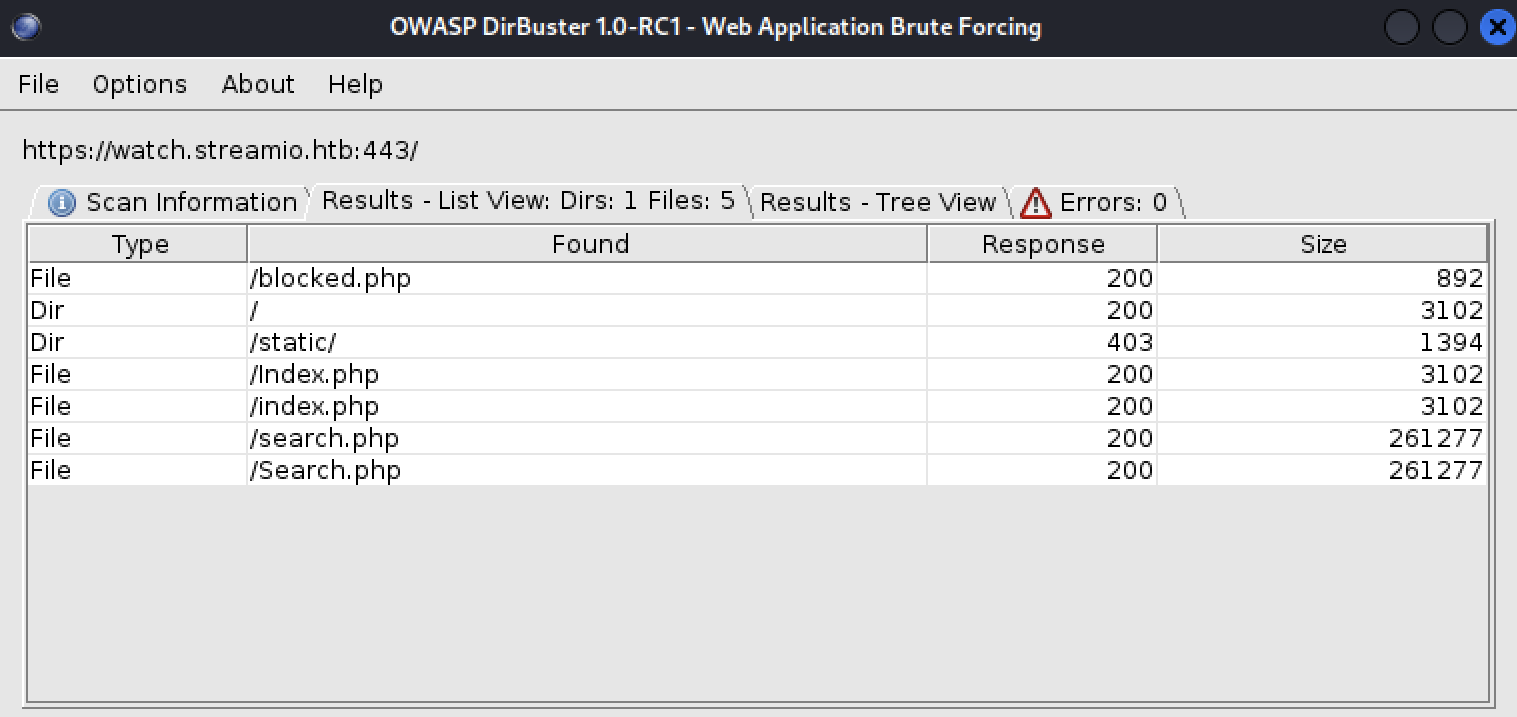 OWASP DirBuster 1.0-RC1 - Web Application Brute Forcing
File Options About Help
https://watch.streamio.htb:443/
Scan Information Results - List View: Dirs: 1 Files: 5 Results - Tree View Errors: 0
Type Found Response Size
File /blocked.php 200 892
Dir / 200 3102
Dir /static/ 403 1394
File /Index.php 200 3102
File /index.php 200 3102
File /search.php 200 261277
File /Search.php 200 261277